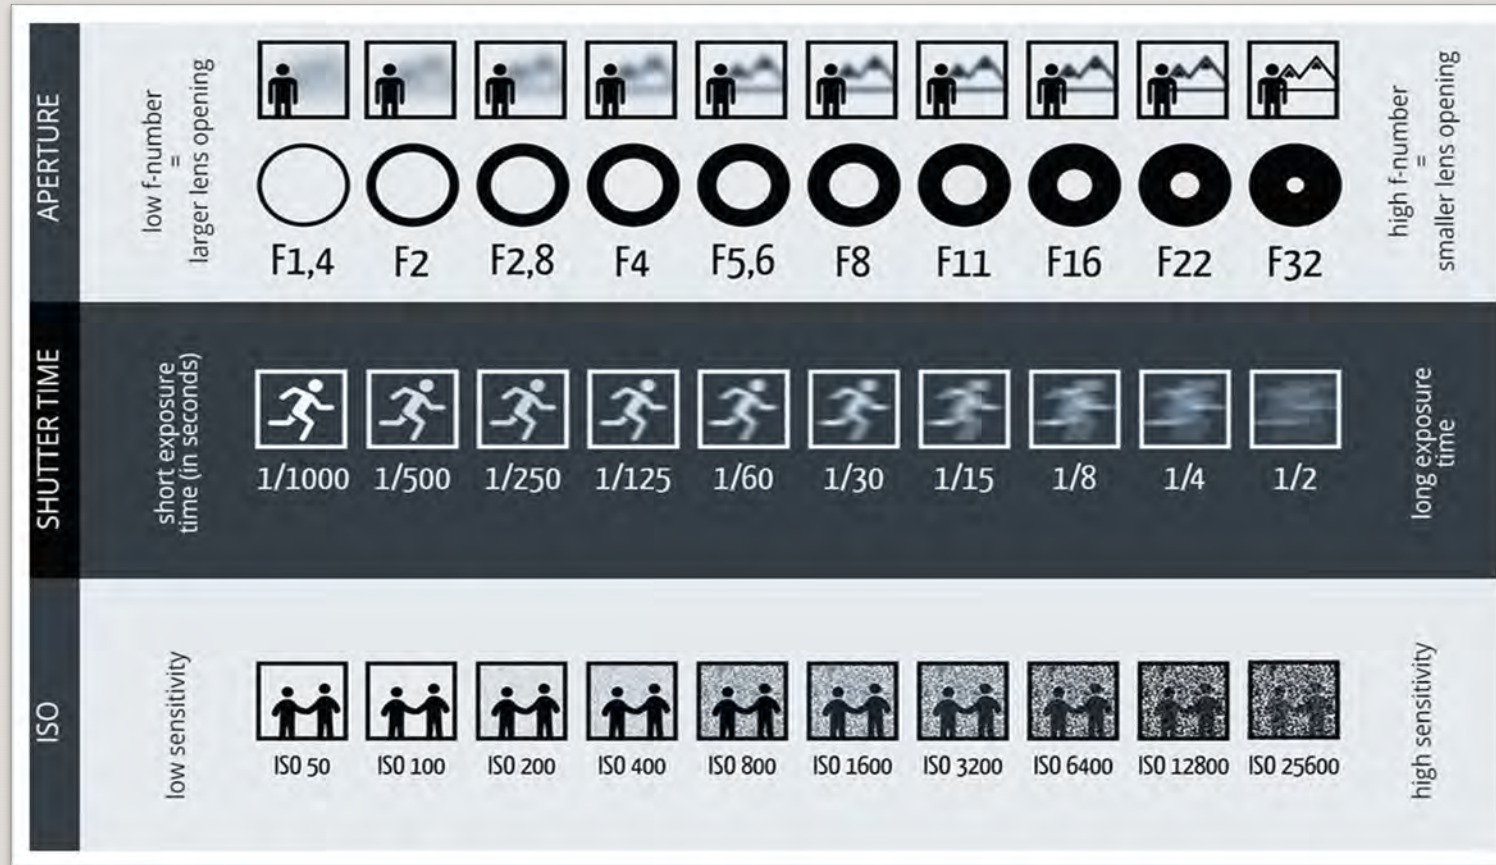 APERTURE
low f-number
=
larger lens opening
F1,4 F2 F2,8 F4 F5,6 F8 F11 F16 F22 F32
high f-number
=
smaller lens opening
SHUTTER TIME
short exposure
time (in seconds)
1/1000 1/500 1/250 1/125 1/60 1/30 1/15 1/8 1/4 1/2
long exposure
time
ISO
low sensitivity
ISO 50 ISO 100 ISO 200 ISO 400 ISO 800 ISO 1600 ISO 3200 ISO 6400 ISO 12800 ISO 25600
high sensitivity